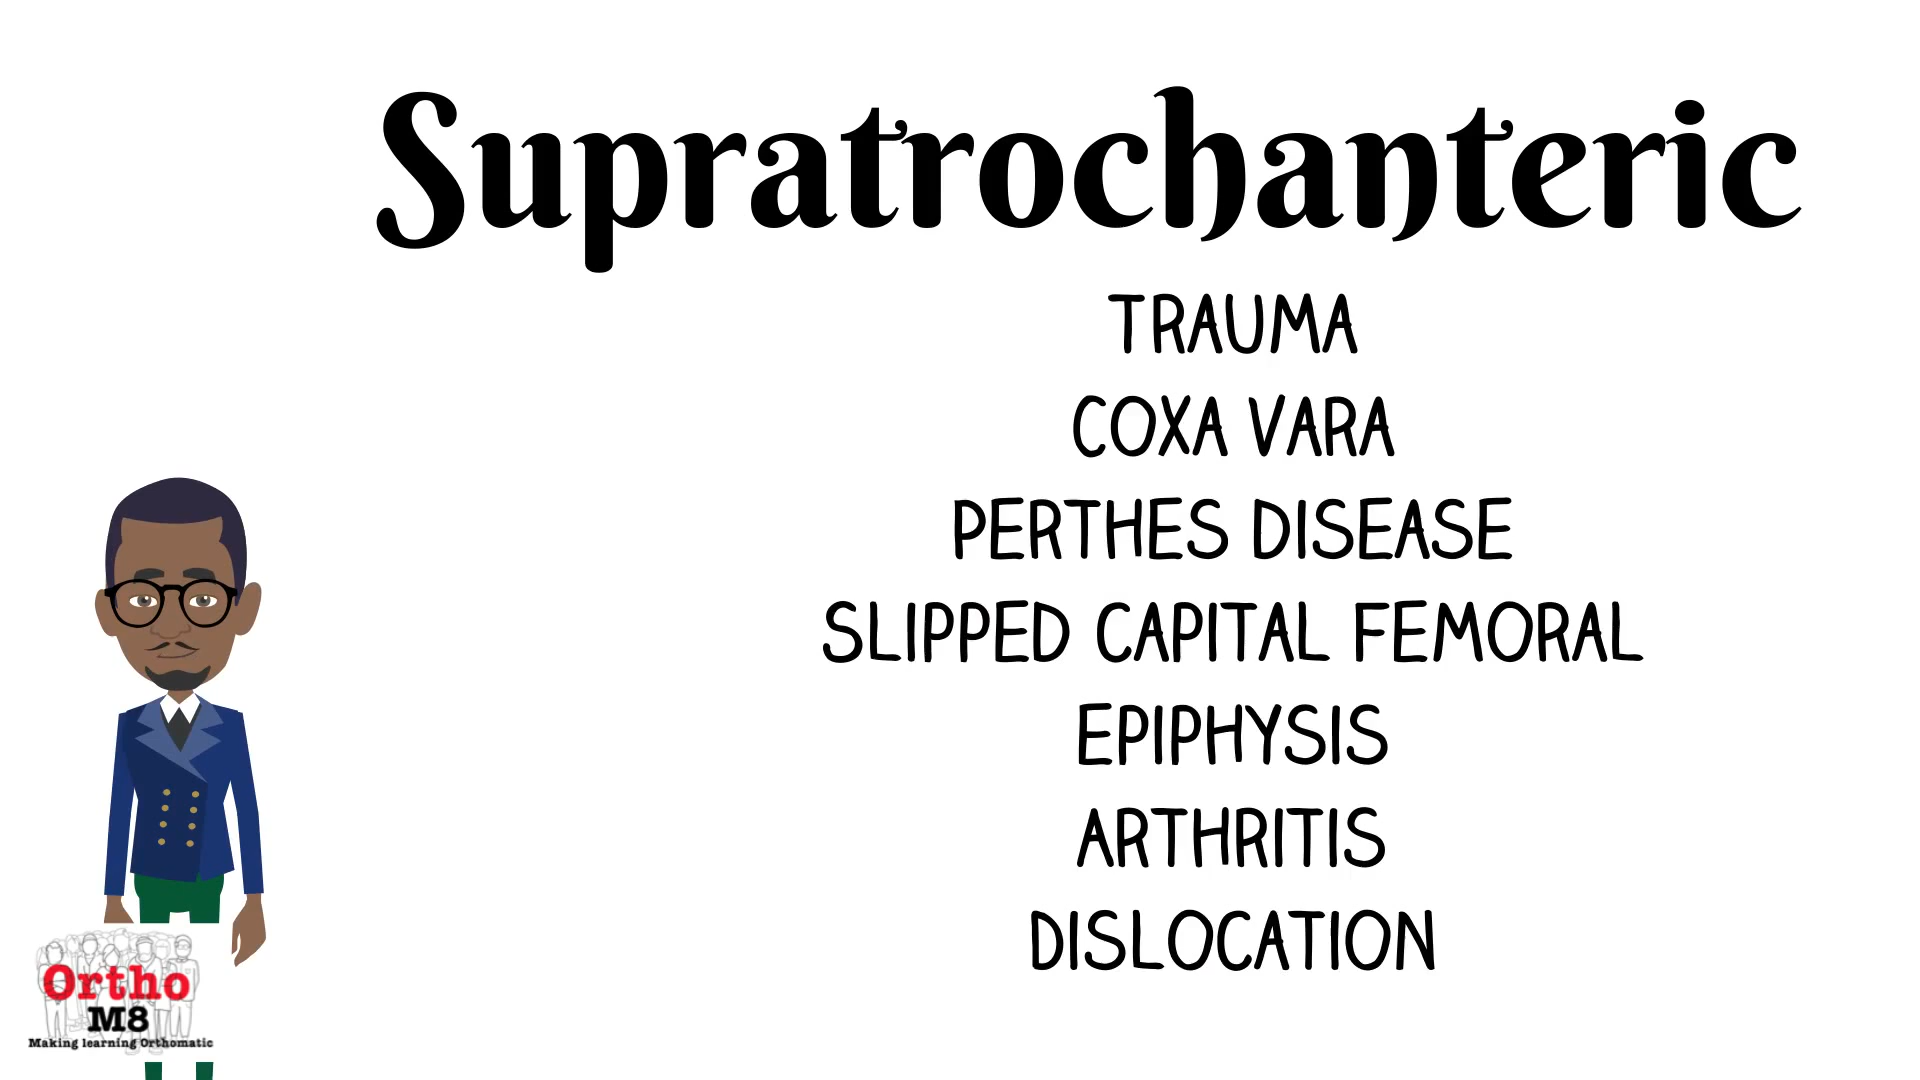 Supratrochanteric
TRAUMA
COXA VARA
PERTHES DISEASE
SLIPPED CAPITAL FEMORAL
EPIPHYSIS
ARTHRITIS
DISLOCATION
Ortho
M8
Making learning Orthomatic